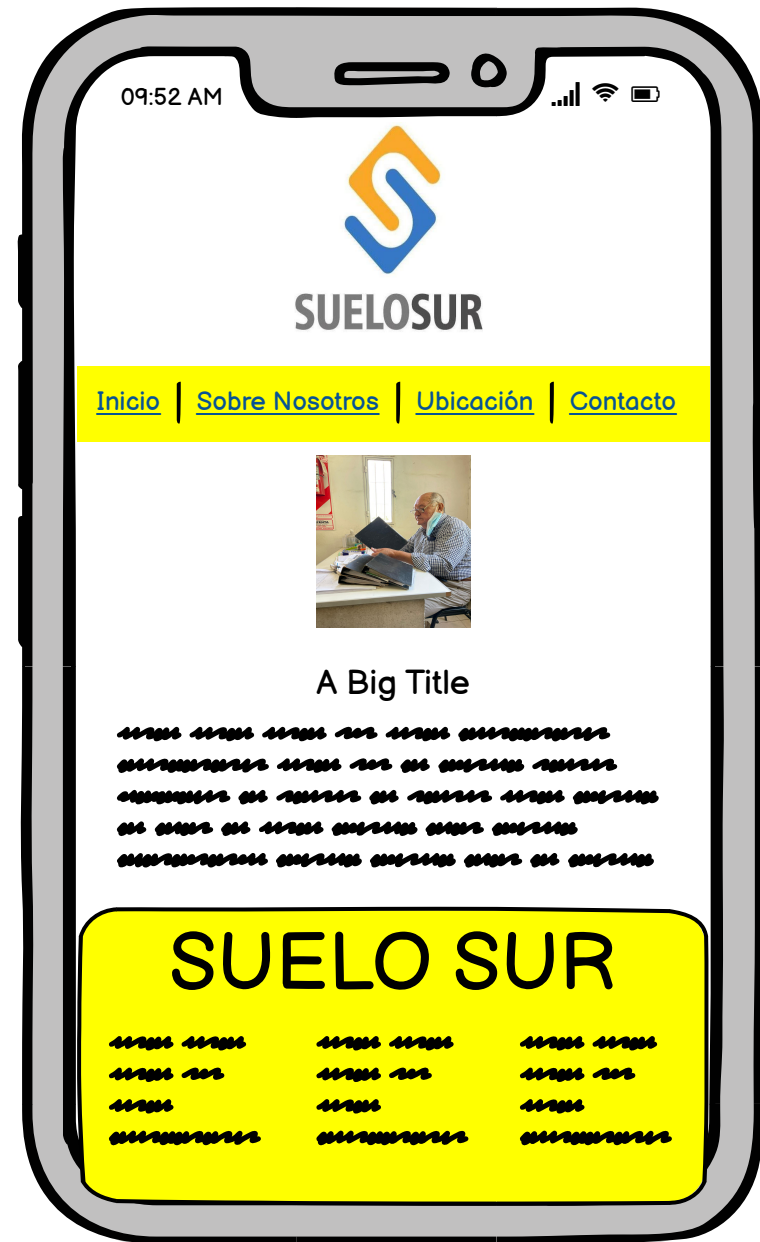 09:52 AM
SUELOSUR
Inicio | Sobre Nosotros | Ubicación | Contacto
A Big Title
SUELO SUR